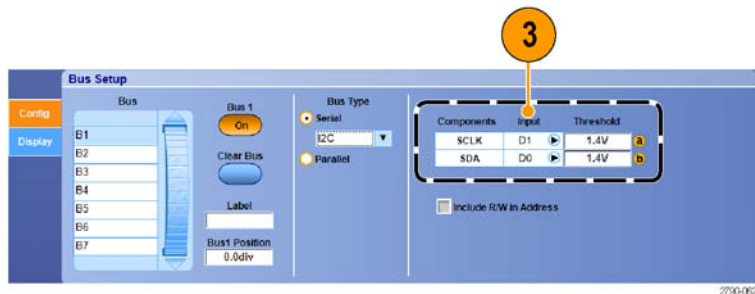 3
Bus Setup
Config
Display
Bus
B1
B2
B3
B4
B5
B6
B7
Bus 1
On
Clear Bus
Label
Bus1 Position
0.0div
Bus Type
Serial
I2C
Parallel
Components Input Threshold
SCLK D1 1.4V a
SDA D0 1.4V b
Include R/W in Address
2790-062